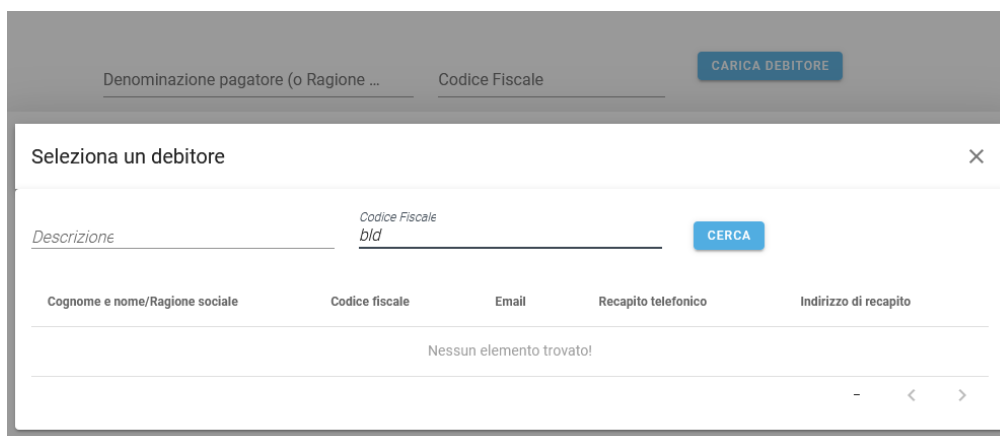 CARICA DEBITORE
Denominazione pagatore (o Ragione ...
Codice Fiscale
Seleziona un debitore
Codice Fiscale
Descrizione
bld
CERCA
Cognome e nome/Ragione sociale
Codice fiscale
Email
Recapito telefonico
Indirizzo di recapito
Nessun elemento trovato!
–